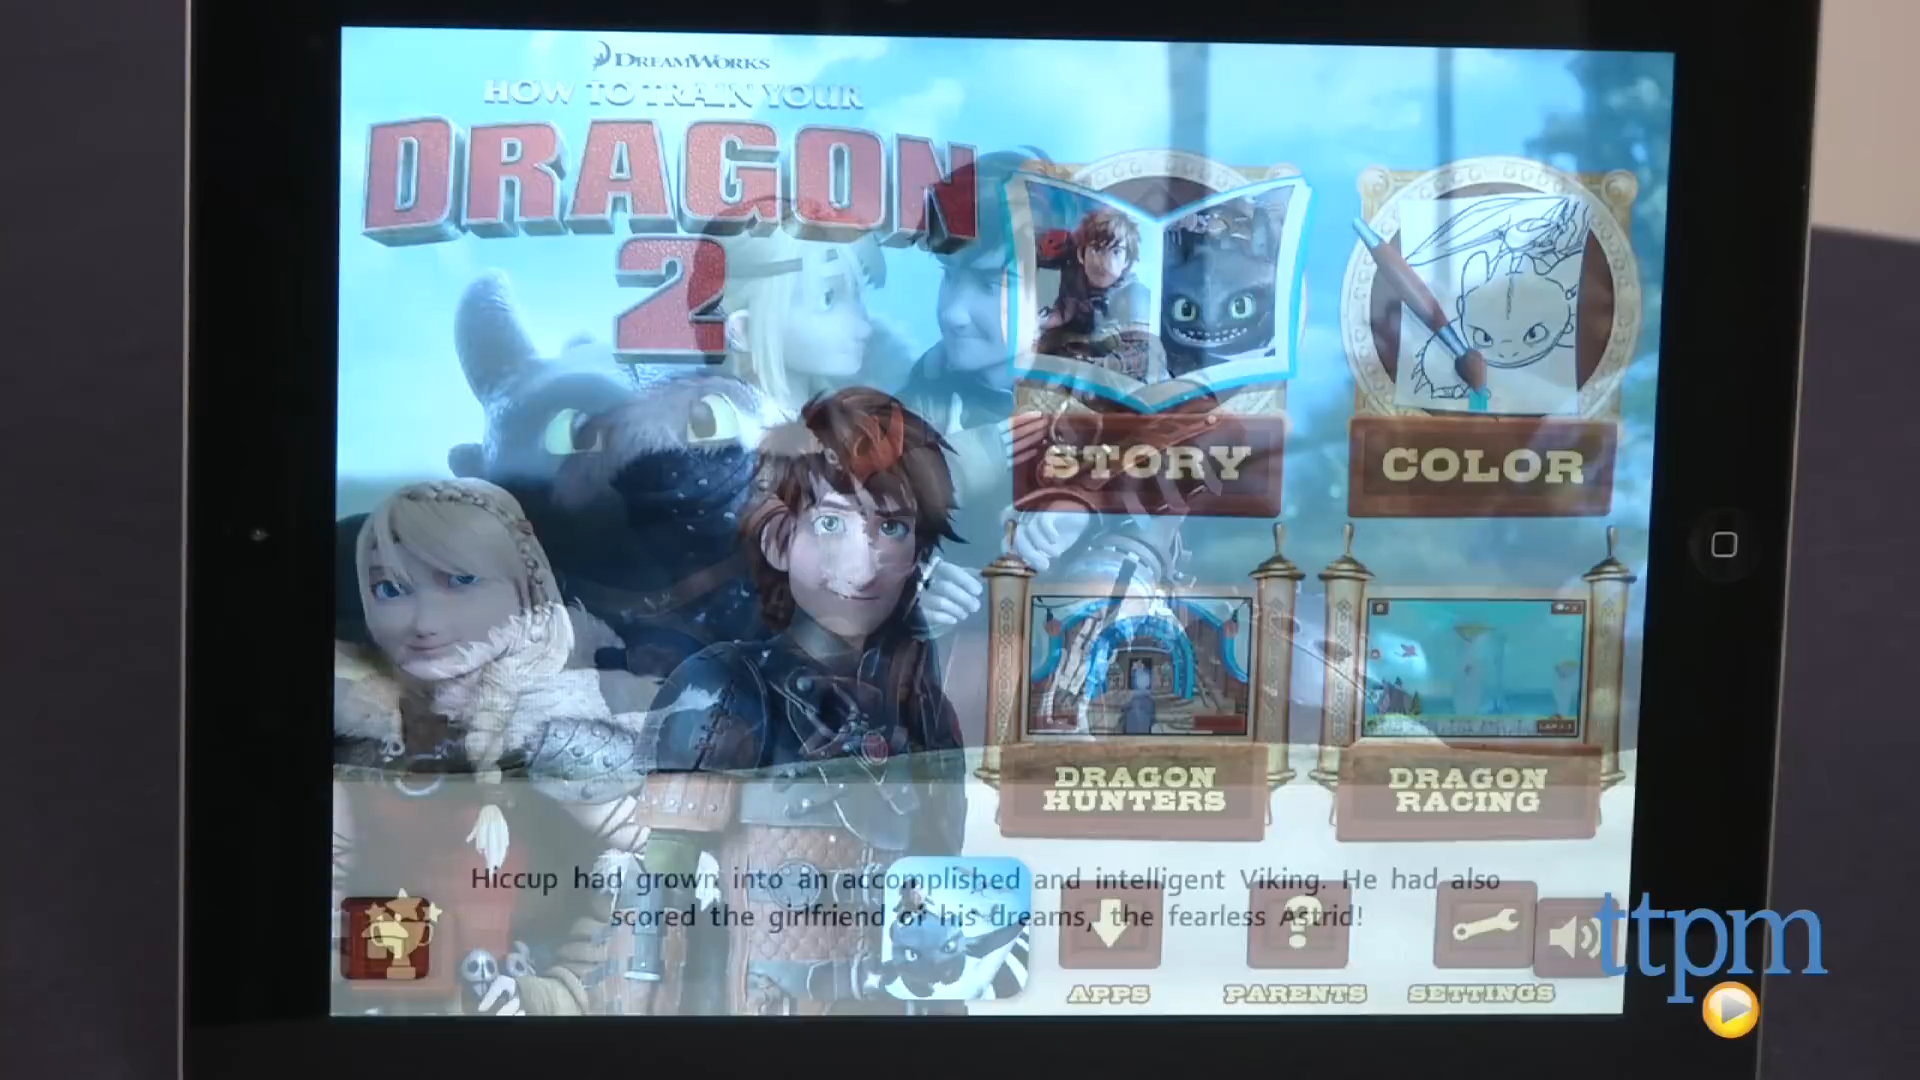 DREAMWORKS
HOW TO TRAIN YOUR
DRAGON
2
STORY
COLOR
DRAGON
HUNTERS
DRAGON
RACING
Hiccup had grown into an accomplished and intelligent Viking. He had also
scored the girlfriend of his dreams, the fearless Astrid!
APPS
PARENTS
SETTINGS
ttpm